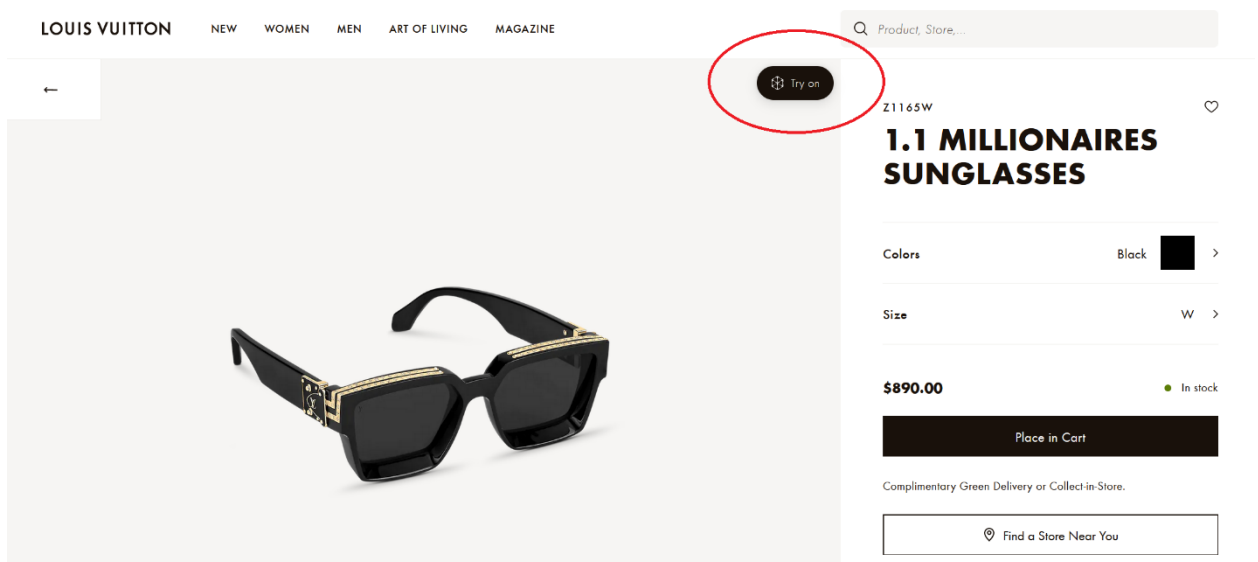 LOUIS VUITTON NEW WOMEN MEN ART OF LIVING MAGAZINE Product, Store,...
Try on
Z1165W
1.1 MILLIONAIRES
SUNGLASSES
Colors Black
Size W
$890.00 In stock
Place in Cart
Complimentary Green Delivery or Collect-in-Store.
Find a Store Near You